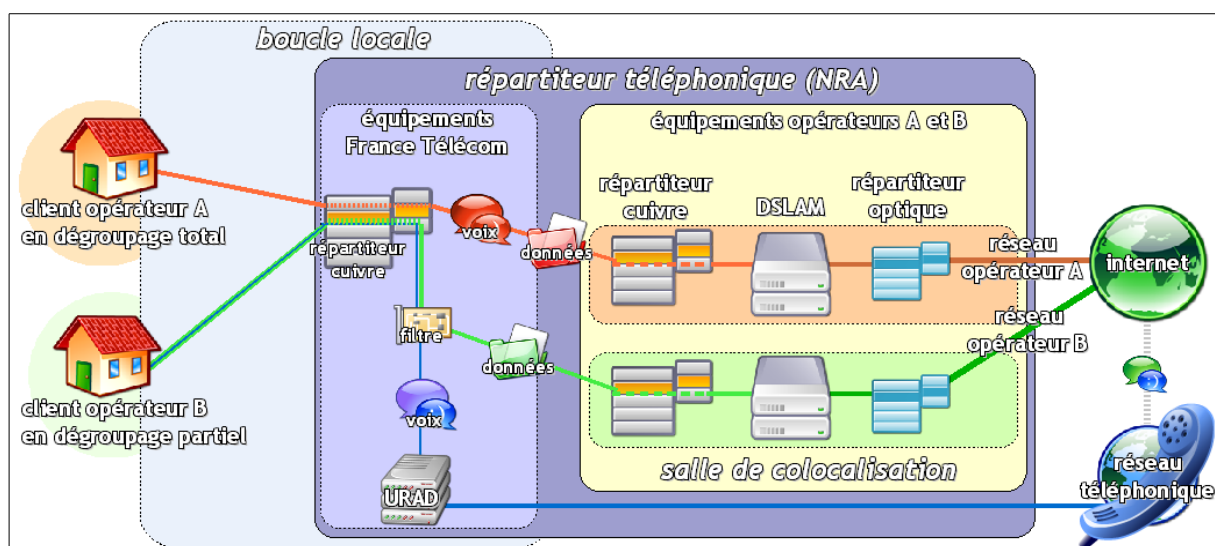 boucle locale
répartiteur téléphonique (NRA)
équipements
France Télécom
équipements opérateurs A et B
répartiteur
cuivre
DSLAM
répartiteur
optique
client opérateur A
en dégroupage total
répartiteur
cuivre
voix
données
réseau
opérateur A
internet
filtre
données
réseau
opérateur B
client opérateur B
en dégroupage partiel
voix
salle de colocalisation
URAD
réseau
téléphonique